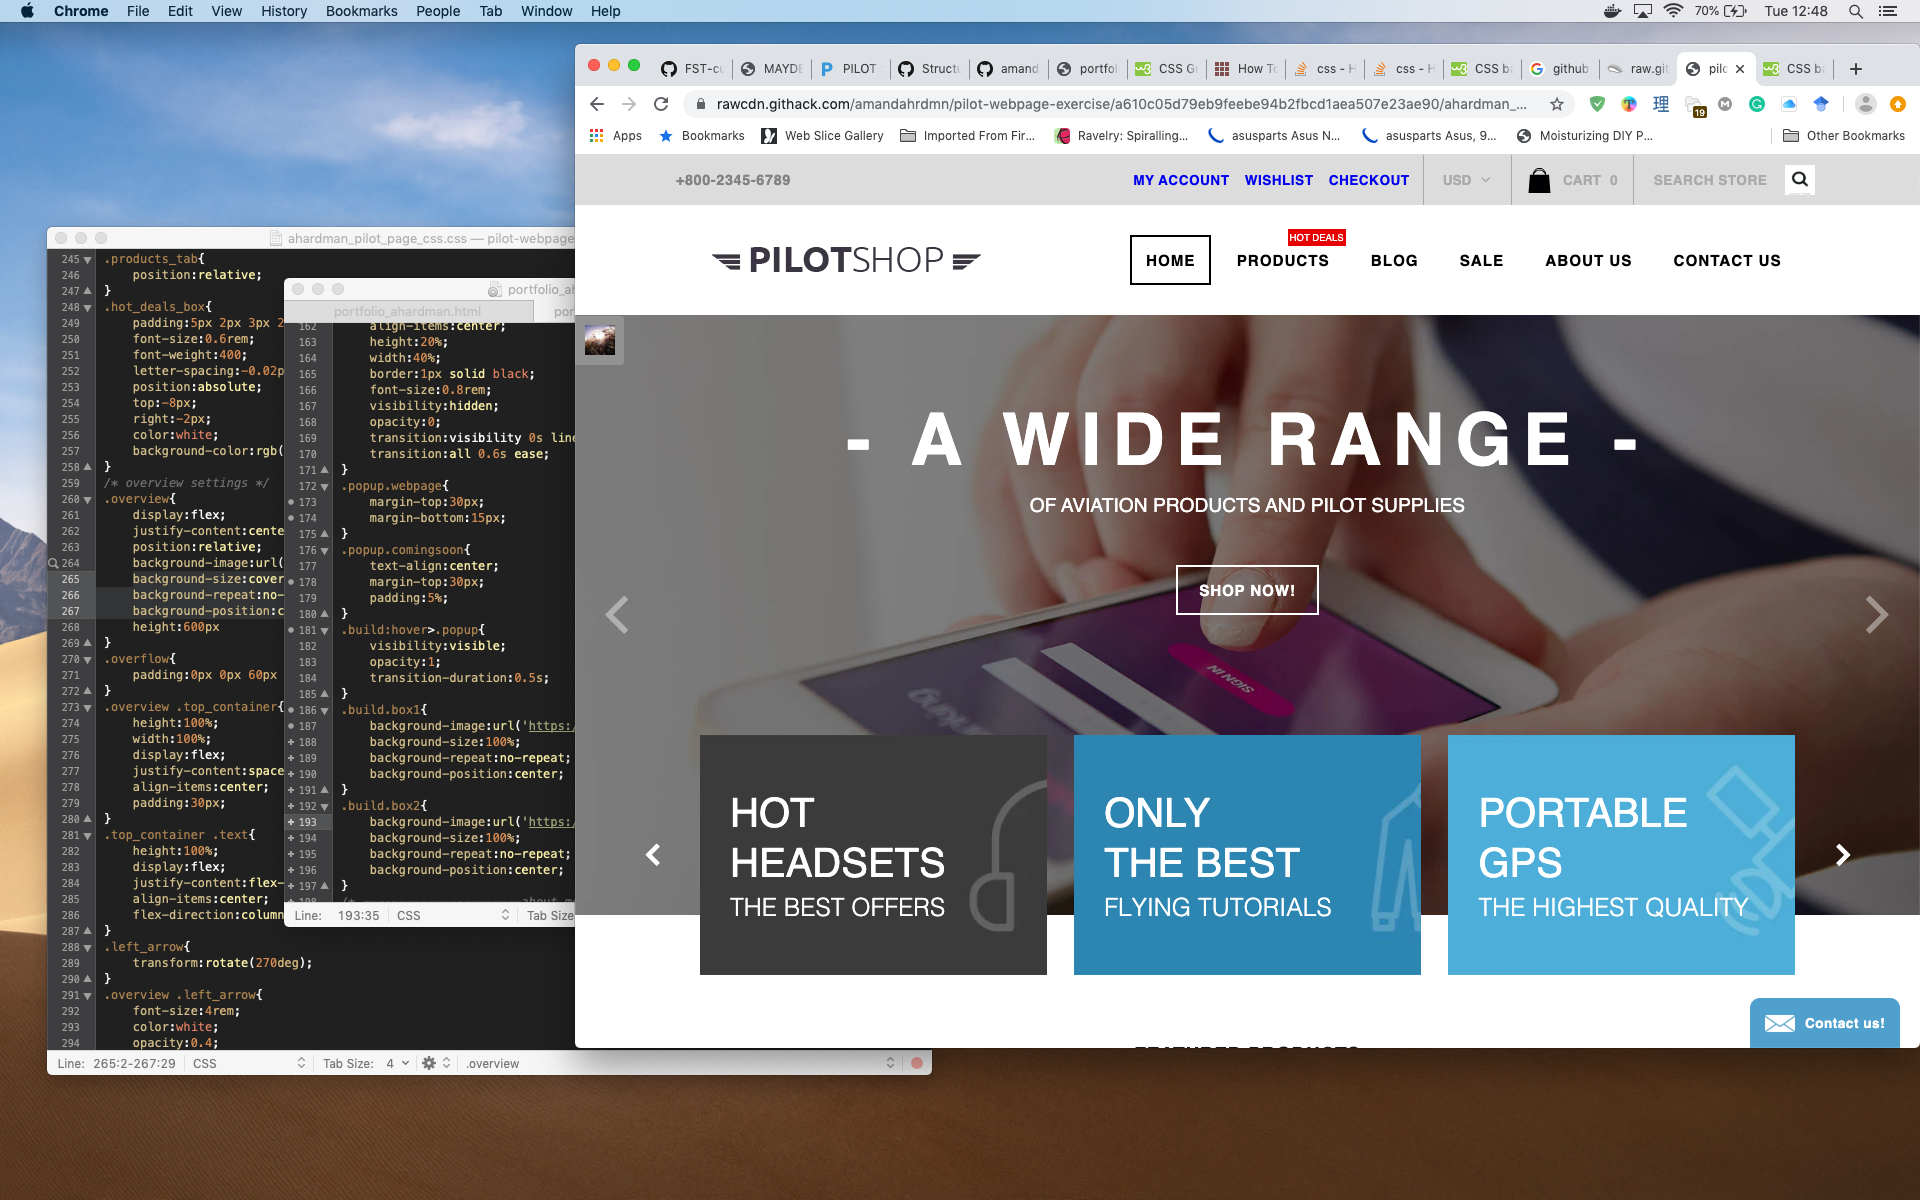 Chrome File Edit View History Bookmarks People Tab Window Help
70% Tue 12:48
FST-cu MAYDE PILOT Structu amand portfol CSS Gr How To css - H css - H CSS ba github raw.git pilo CSS ba
rawcdn.githack.com/amandahrdmn/pilot-webpage-exercise/a610c05d79eb9feebe94b2fbcd1aea507e23ae90/ahardman_...
19
Apps Bookmarks Web Slice Gallery Imported From Fir... Ravelry: Spiralling... asusparts Asus N... asusparts Asus, 9... Moisturizing DIY P... Other Bookmarks
+800-2345-6789 MY ACCOUNT WISHLIST CHECKOUT USD CART 0 SEARCH STORE
HOT DEALS
PILOTSHOP HOME PRODUCTS BLOG SALE ABOUT US CONTACT US
- A WIDE RANGE -
OF AVIATION PRODUCTS AND PILOT SUPPLIES
SHOP NOW!
SIGN IN
HOT
HEADSETS
THE BEST OFFERS
ONLY
THE BEST
FLYING TUTORIALS
PORTABLE
GPS
THE HIGHEST QUALITY
Contact us!
FEATURED PRODUCTS
ahardman_pilot_page_css.css — pilot-webpage
245 .products_tab{
246 position:relative;
247 }
248 .hot_deals_box{
249 padding:5px 2px 3px 2
250 font-size:0.6rem;
251 font-weight:400;
252 letter-spacing:-0.02p
253 position:absolute;
254 top:-8px;
255 right:-2px;
256 color:white;
257 background-color:rgb(
258 }
259 /* overview settings */
260 .overview{
261 display:flex;
262 justify-content:cente
263 position:relative;
264 background-image:url(
265 background-size:cover
266 background-repeat:no-
267 background-position:c
268 height:600px
269 }
270 .overflow{
271 padding:0px 0px 60px
272 }
273 .overview .top_container{
274 height:100%;
275 width:100%;
276 display:flex;
277 justify-content:space
278 align-items:center;
279 padding:30px;
280 }
281 .top_container .text{
282 height:100%;
283 display:flex;
284 justify-content:flex-
285 align-items:center;
286 flex-direction:column
287 }
288 .left_arrow{
289 transform:rotate(270deg);
290 }
291 .overview .left_arrow{
292 font-size:4rem;
293 color:white;
294 opacity:0.4;
Line: 265:2-267:29 CSS Tab Size: 4 .overview
portfolio_ah
portfolio_ahardman.html por
162 align-items:center;
163 height:20%;
164 width:40%;
165 border:1px solid black;
166 font-size:0.8rem;
167 visibility:hidden;
168 opacity:0;
169 transition:visibility 0s line
170 transition:all 0.6s ease;
171 }
172 .popup.webpage{
173 margin-top:30px;
174 margin-bottom:15px;
175 }
176 .popup.comingsoon{
177 text-align:center;
178 margin-top:30px;
179 padding:5%;
180 }
181 .build:hover>.popup{
182 visibility:visible;
183 opacity:1;
184 transition-duration:0.5s;
185 }
186 .build.box1{
187 background-image:url('https:/
188 background-size:100%;
189 background-repeat:no-repeat;
190 background-position:center;
191 }
192 .build.box2{
193 background-image:url('https:/
194 background-size:100%;
195 background-repeat:no-repeat;
196 background-position:center;
197 }
Line: 193:35 CSS Tab Size